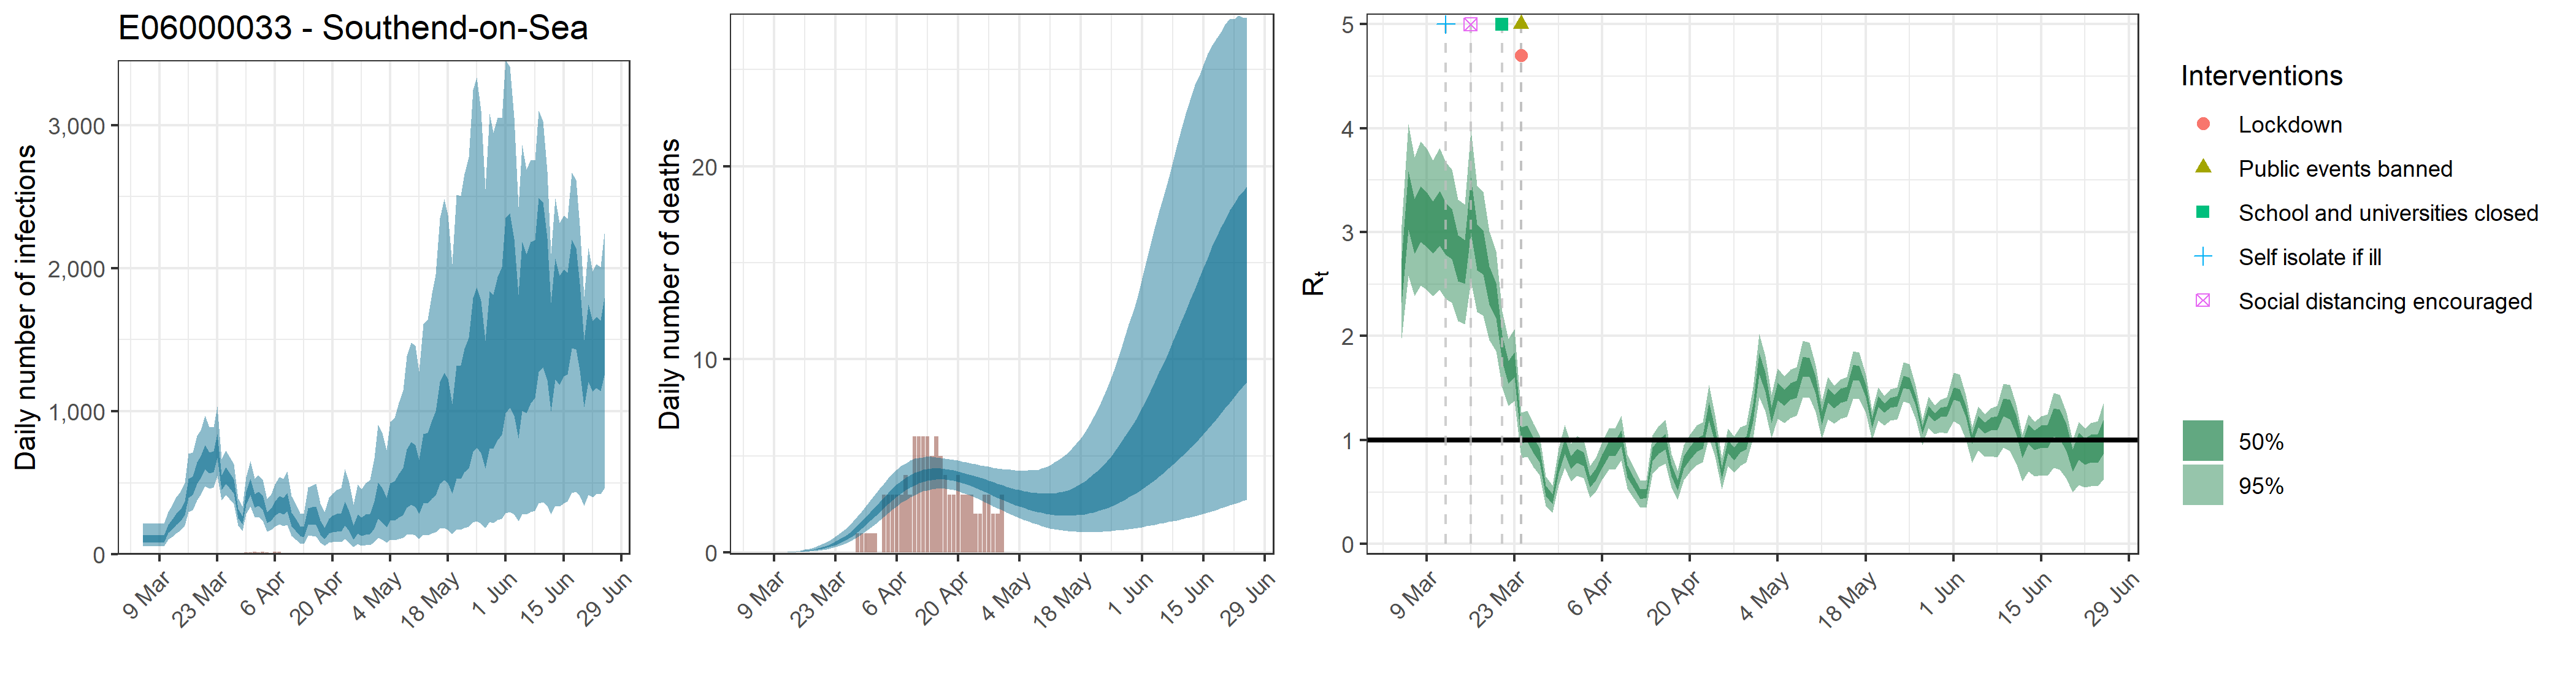 E06000033 - Southend-on-Sea
Daily number of infections
3,000
2,000
1,000
0
9 Mar
23 Mar
6 Apr
20 Apr
4 May
18 May
1 Jun
15 Jun
29 Jun
Daily number of deaths
20
10
0
9 Mar
23 Mar
6 Apr
20 Apr
4 May
18 May
1 Jun
15 Jun
29 Jun
Rt
5
4
3
2
1
0
9 Mar
23 Mar
6 Apr
20 Apr
4 May
18 May
1 Jun
15 Jun
29 Jun
Interventions
Lockdown
Public events banned
School and universities closed
Self isolate if ill
Social distancing encouraged
50%
95%